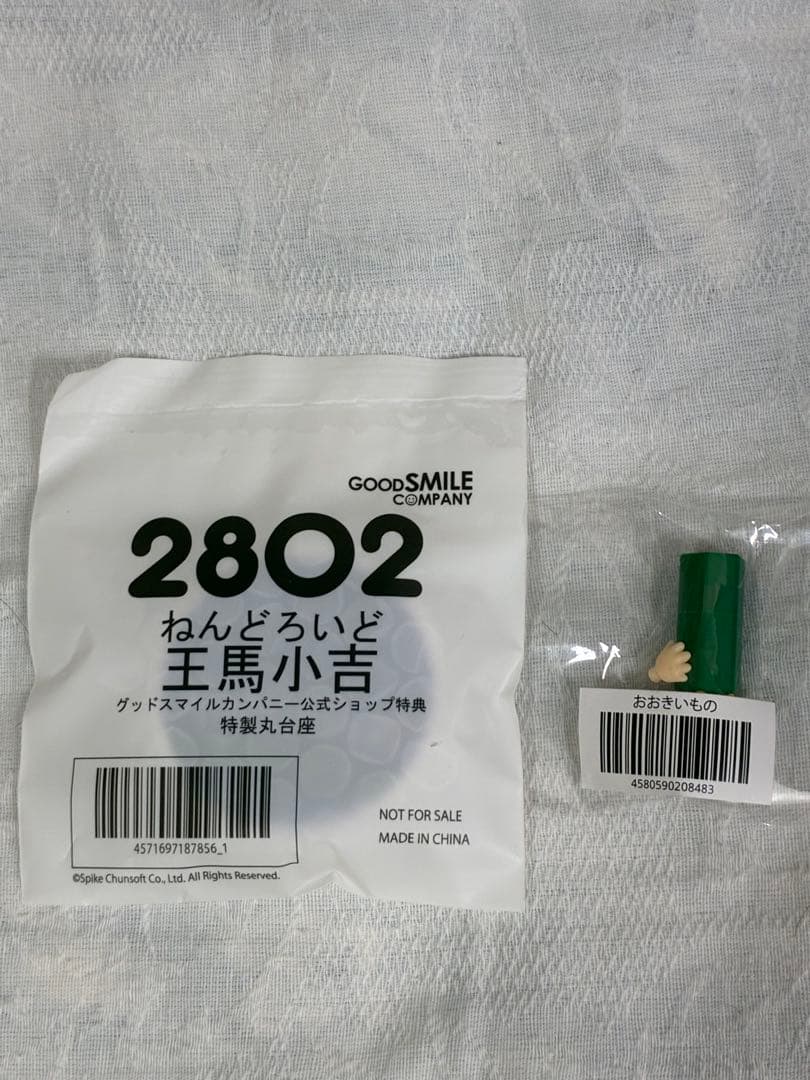 GOODSMILE
COMPANY
2802
ねんどろいど
王馬小吉
グッドスマイルカンパニー公式ショップ特典
特製丸台座
4571697187856_1
NOT FOR SALE
MADE IN CHINA
©Spike Chunsoft Co., Ltd. All Rights Reserved.
おおきいもの
4580590208483